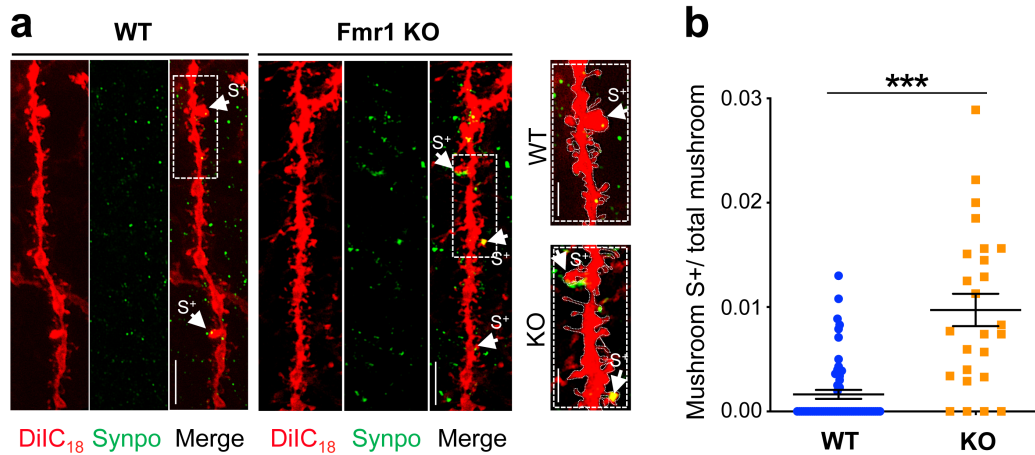 a
WT
Fmr1 KO
S⁺
S⁺
S⁺
S⁺
S⁺
DiIC₁₈ Synpo Merge
DiIC₁₈ Synpo Merge
WT
S⁺
KO
S⁺
S⁺
b
Mushroom S+/ total mushroom
***
0.03
0.02
0.01
0.00
WT
KO